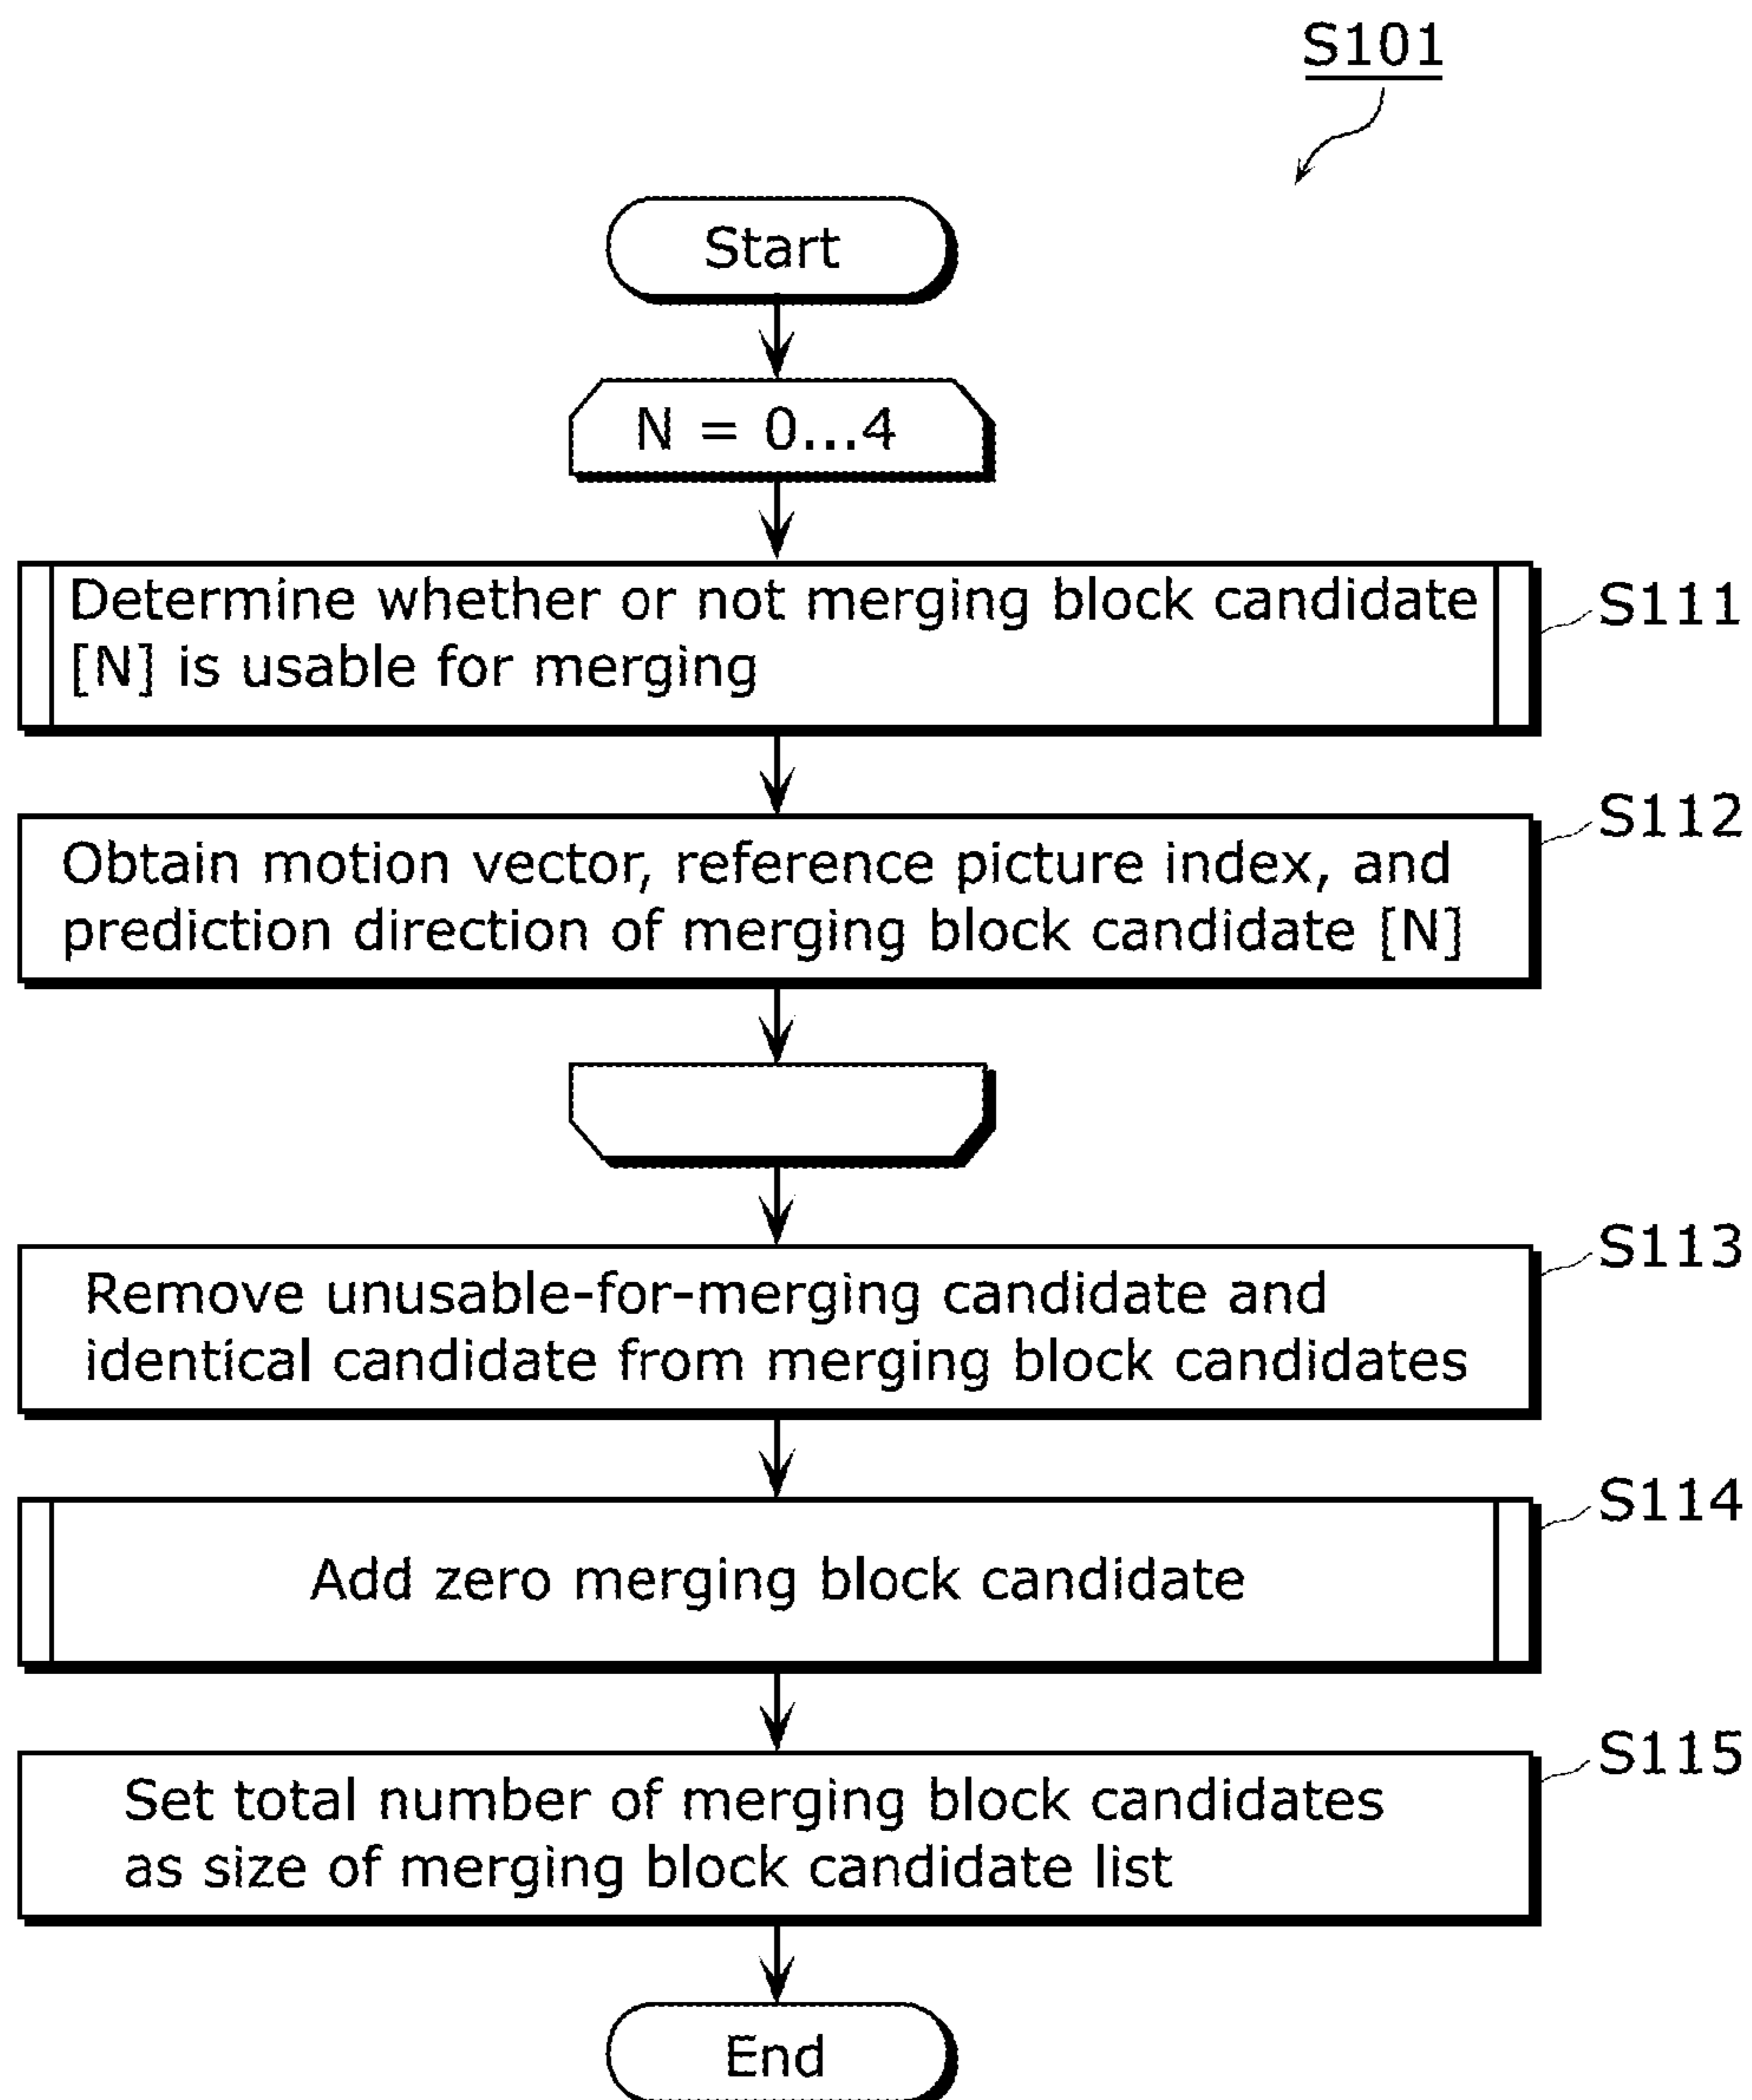 S101
Start
N = 0...4
Determine whether or not merging block candidate
[N] is usable for merging
S111
S112
Obtain motion vector, reference picture index, and
prediction direction of merging block candidate [N]
S113
Remove unusable-for-merging candidate and
identical candidate from merging block candidates
S114
Add zero merging block candidate
S115
Set total number of merging block candidates
as size of merging block candidate list
End